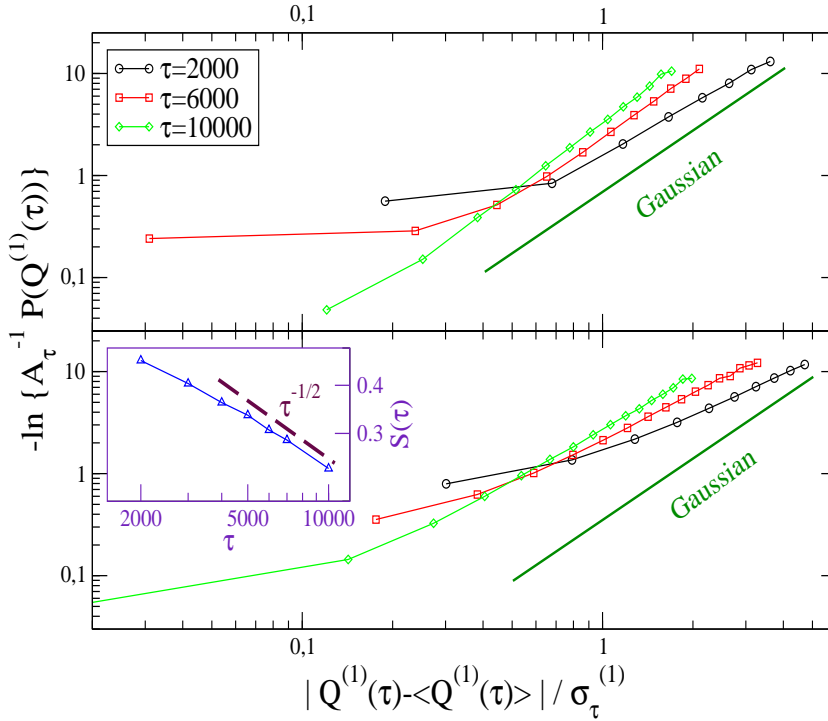 0,1 1
10
1
0,1
τ=2000
τ=6000
τ=10000
Gaussian
-ln {A_τ^-1 P(Q^(1)(τ))}
10
1
0,1
τ^-1/2
0.4
0.3
S(τ)
2000 5000 10000
τ
Gaussian
0,1 1
| Q^(1)(τ)-<Q^(1)(τ)> | / σ_τ^(1)